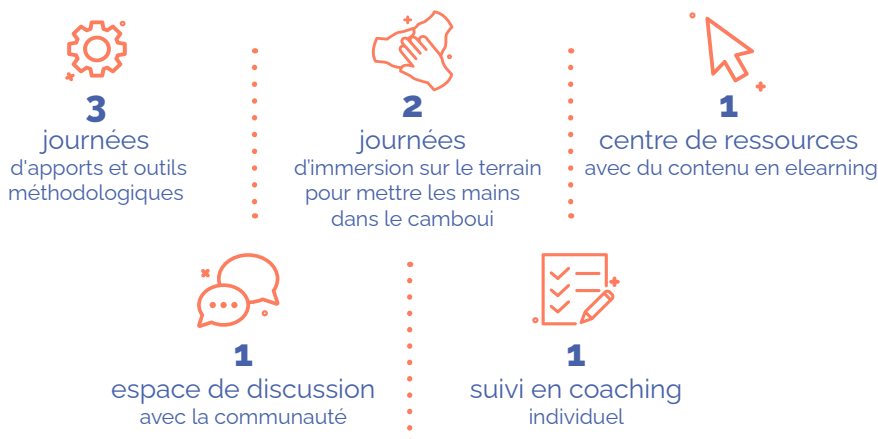 3
journées
d'apports et outils
méthodologiques
2
journées
d'immersion sur le terrain
pour mettre les mains
dans le camboui
1
centre de ressources
avec du contenu en elearning
1
espace de discussion
avec la communauté
1
suivi en coaching
individuel